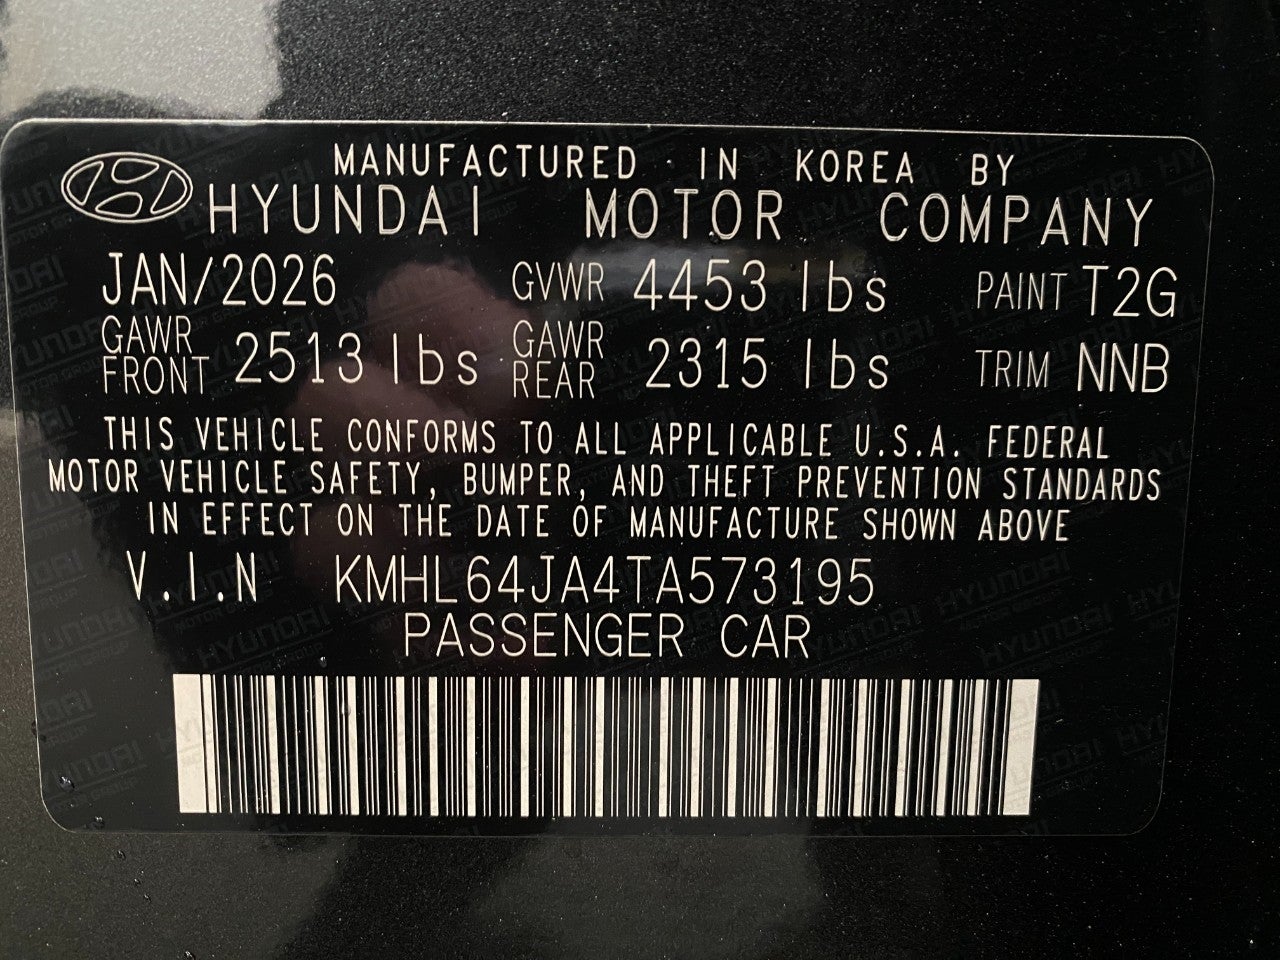 MANUFACTURED IN KOREA BY
HYUNDAI MOTOR COMPANY
JAN/2026 GVWR 4453 lbs PAINT T2G
GAWR FRONT 2513 lbs GAWR REAR 2315 lbs TRIM NNB
THIS VEHICLE CONFORMS TO ALL APPLICABLE U.S.A. FEDERAL
MOTOR VEHICLE SAFETY, BUMPER, AND THEFT PREVENTION STANDARDS
IN EFFECT ON THE DATE OF MANUFACTURE SHOWN ABOVE
V.I.N KMHL64JA4TA573195
PASSENGER CAR